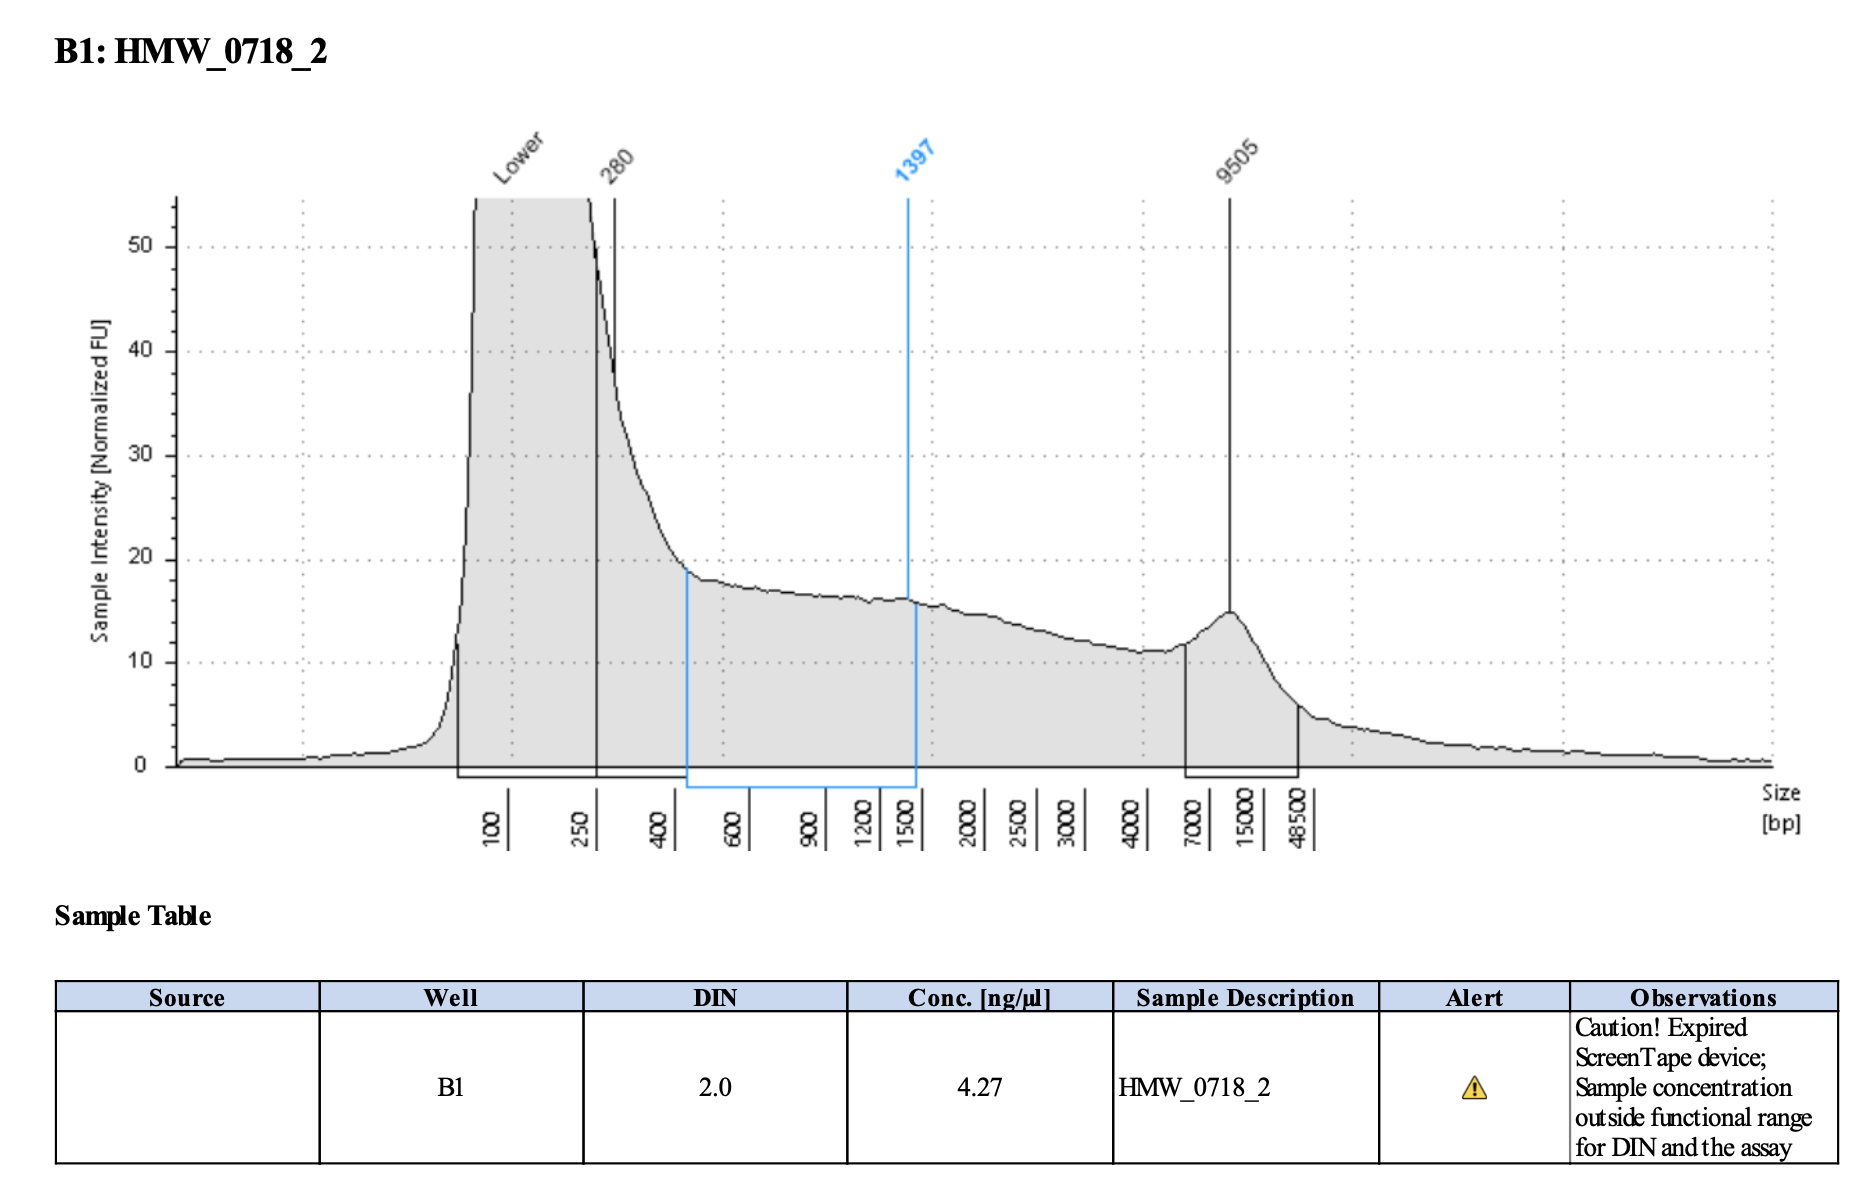 B1: HMW_0718_2
Lower
280
1397
9505
Sample Intensity [Normalized FU]
50
40
30
20
10
0
100
250
400
600
900
1200
1500
2000
2500
3000
4000
7000
15000
48500
Size
[bp]
Sample Table
Source Well DIN Conc. [ng/µl] Sample Description Alert Observations
B1 2.0 4.27 HMW_0718_2
Caution! Expired
ScreenTape device;
Sample concentration
outside functional range
for DIN and the assay